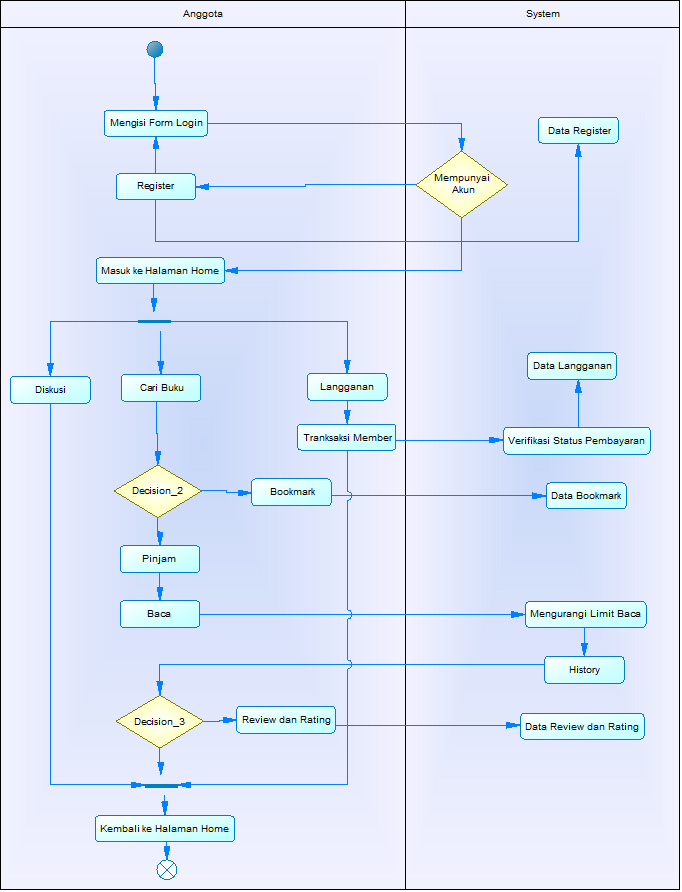 Anggota
System
Mengisi Form Login
Data Register
Mempunyai
Akun
Register
Masuk ke Halaman Home
Data Langganan
Diskusi
Cari Buku
Langganan
Tranksaksi Member
Verifikasi Status Pembayaran
Decision_2
Bookmark
Data Bookmark
Pinjam
Baca
Mengurangi Limit Baca
History
Decision_3
Review dan Rating
Data Review dan Rating
Kembali ke Halaman Home